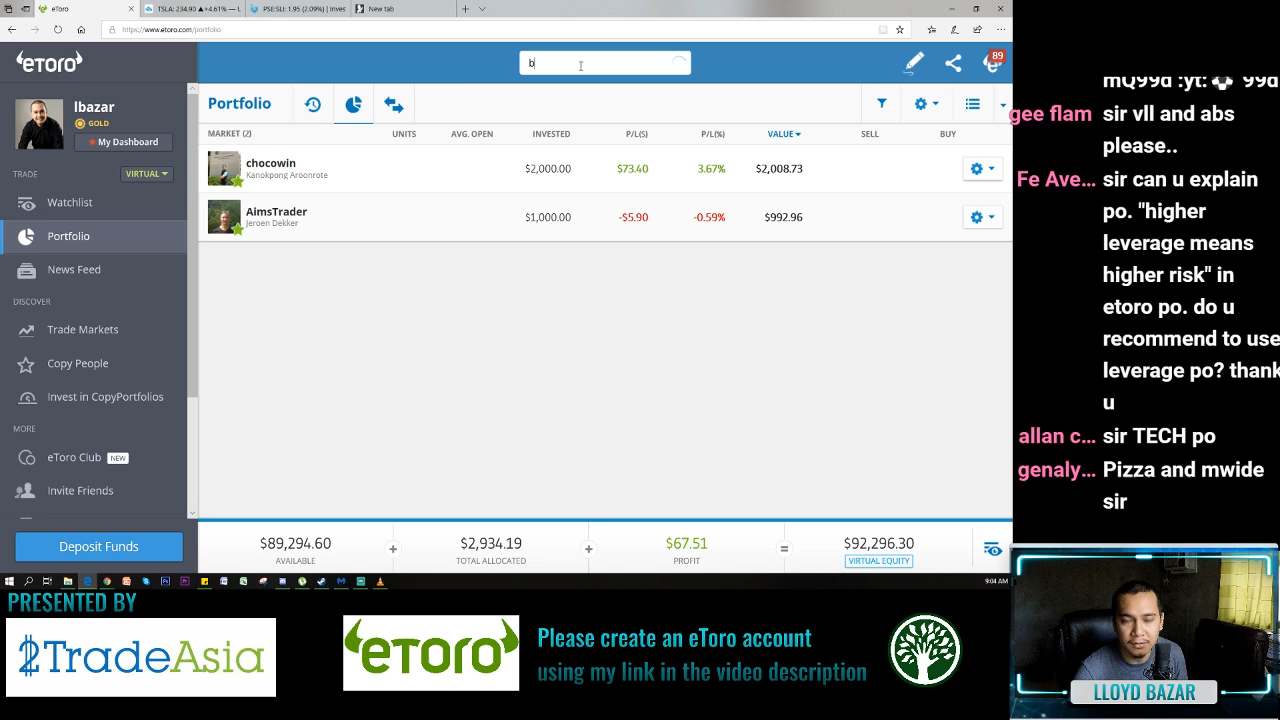 eToro
TSLA: 234.90 ▲+4.61% — L
PSE:SLI: 1.95 (2.09%) | Inves
New tab
https://www.etoro.com/portfolio
eToro
b
89
lbazar
GOLD
My Dashboard
TRADE
VIRTUAL
Watchlist
Portfolio
News Feed
DISCOVER
Trade Markets
Copy People
Invest in CopyPortfolios
MORE
eToro Club NEW
Invite Friends
Deposit Funds
Portfolio
MARKET (2) UNITS AVG. OPEN INVESTED P/L($) P/L(%) VALUE SELL BUY
chocowin
Kanokpong Aroonrote
$2,000.00 $73.40 3.67% $2,008.73
AimsTrader
Jeroen Dekker
$1,000.00 -$5.90 -0.59% $992.96
$89,294.60 + $2,934.19 + $67.51 = $92,296.30
AVAILABLE TOTAL ALLOCATED PROFIT VIRTUAL EQUITY
9:04 AM
mQ99d :yt: 99d
gee flam sir vll and abs
please..
Fe Ave… sir can u explain
po. "higher
leverage means
higher risk" in
etoro po. do u
recommend to use
leverage po? thank
u
allan c… sir TECH po
genaly… Pizza and mwide
sir
PRESENTED BY
2TradeAsia
eToro
Please create an eToro account
using my link in the video description
LLOYD BAZAR